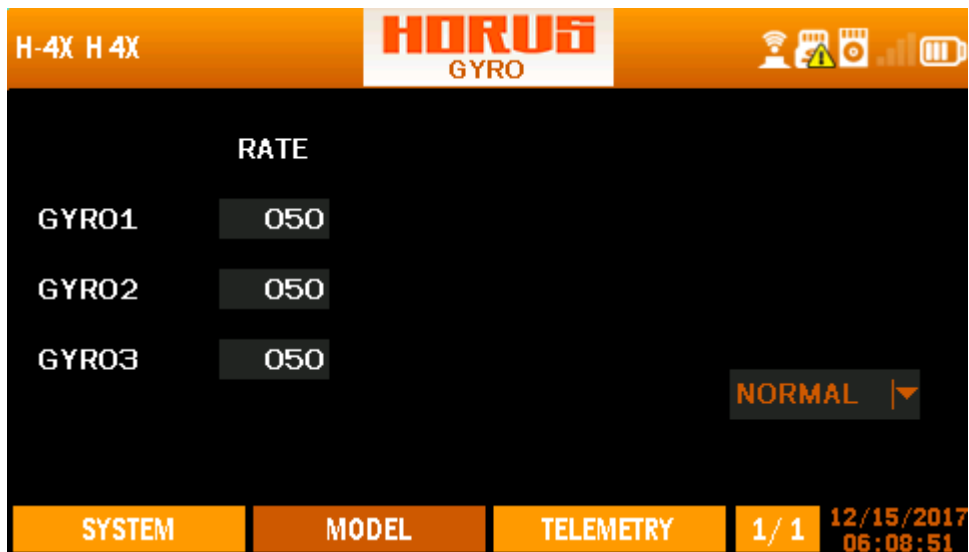 H-4X H 4X
HORUS
GYRO
RATE
GYRO1 050
GYRO2 050
GYRO3 050
NORMAL
SYSTEM MODEL TELEMETRY 1/ 1 12/15/2017
06:08:51